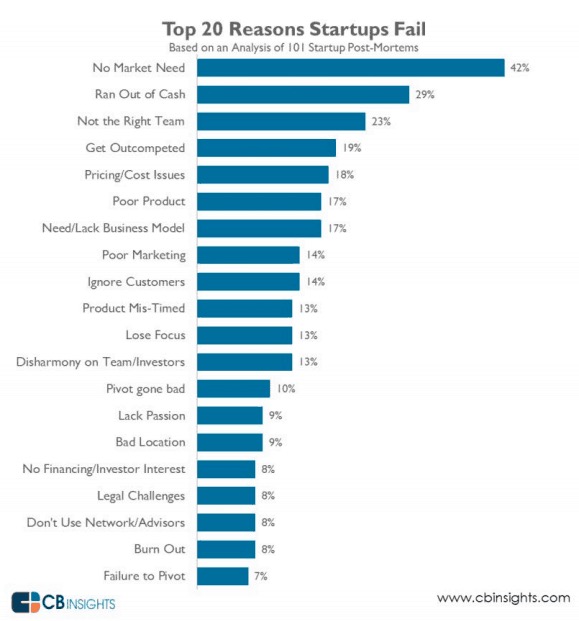 Top 20 Reasons Startups Fail
Based on an Analysis of 101 Startup Post-Mortems
No Market Need 42%
Ran Out of Cash 29%
Not the Right Team 23%
Get Outcompeted 19%
Pricing/Cost Issues 18%
Poor Product 17%
Need/Lack Business Model 17%
Poor Marketing 14%
Ignore Customers 14%
Product Mis-Timed 13%
Lose Focus 13%
Disharmony on Team/Investors 13%
Pivot gone bad 10%
Lack Passion 9%
Bad Location 9%
No Financing/Investor Interest 8%
Legal Challenges 8%
Don't Use Network/Advisors 8%
Burn Out 8%
Failure to Pivot 7%
CBINSIGHTS
www.cbinsights.com